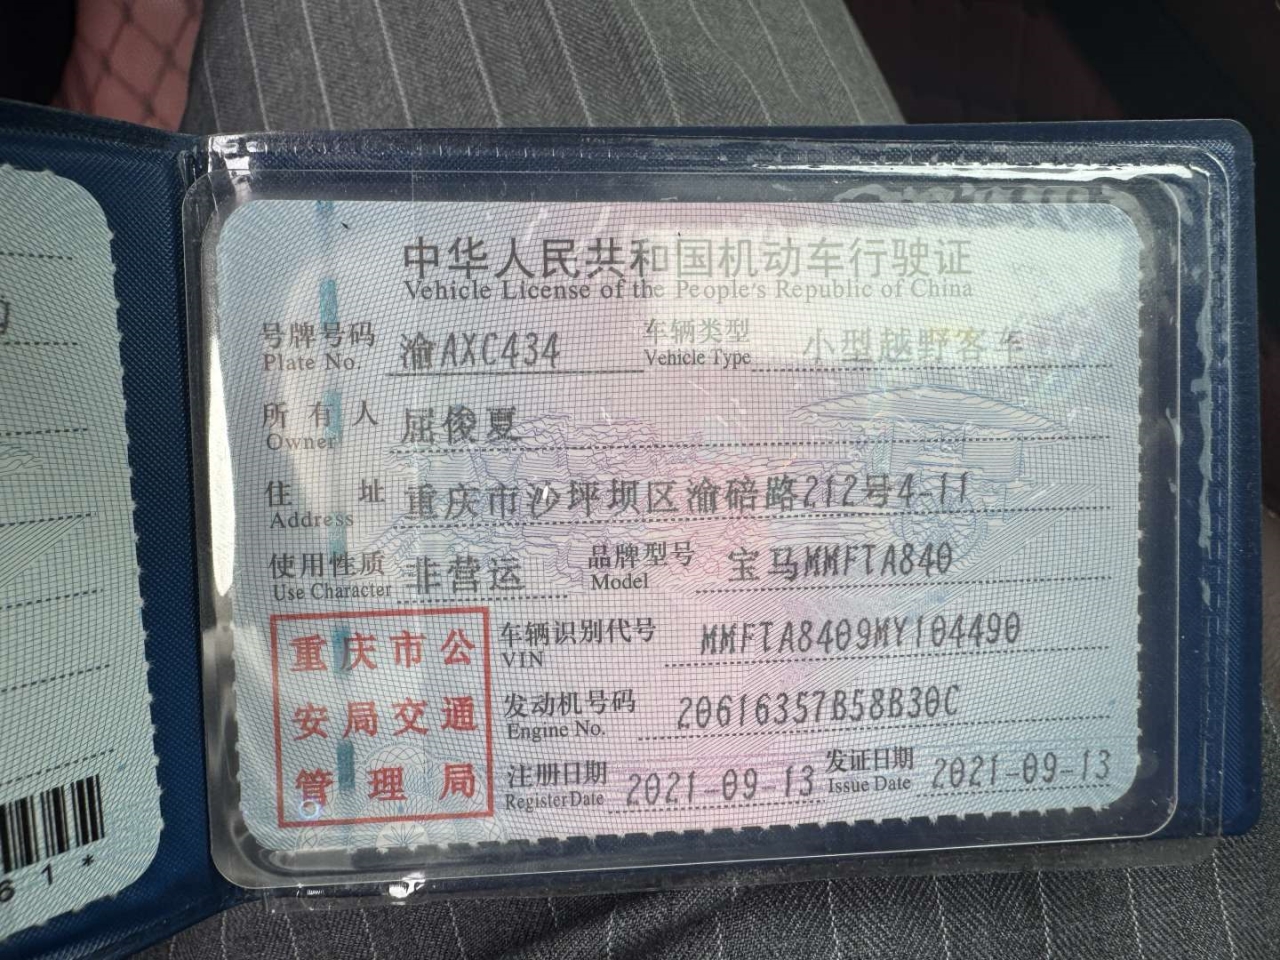 中华人民共和国机动车行驶证
Vehicle License of the People's Republic of China
号牌号码 渝AXC434 车辆类型 小型越野客车
Plate No. Vehicle Type
所有人 屈俊夏
Owner
住址 重庆市沙坪坝区渝碚路212号4-11
Address
使用性质 非营运 品牌型号 宝马MMFTA840
Use Character Model
重庆市公
安局交通
管理局
车辆识别代号 MMFTA8409MY104490
VIN
发动机号码 20616357B58B30C
Engine No.
注册日期 2021-09-13 发证日期 2021-09-13
Register Date Issue Date
61*